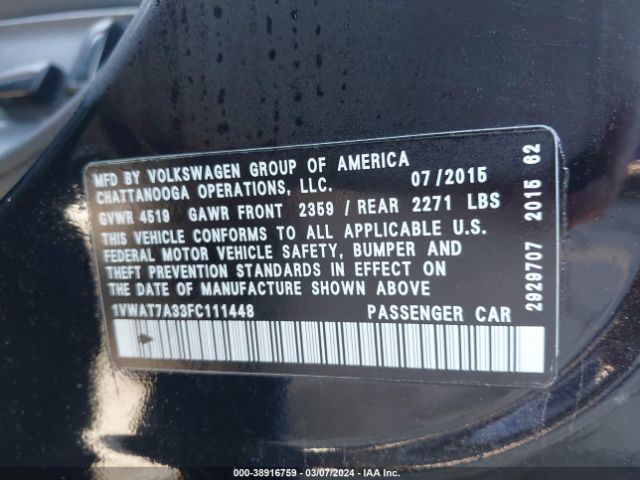 MFD BY VOLKSWAGEN GROUP OF AMERICA
CHATTANOOGA OPERATIONS, LLC. 07/2015
GVWR 4519 GAWR FRONT 2359 / REAR 2271 LBS
THIS VEHICLE CONFORMS TO ALL APPLICABLE U.S.
FEDERAL MOTOR VEHICLE SAFETY, BUMPER AND
THEFT PREVENTION STANDARDS IN EFFECT ON
THE DATE OF MANUFACTURE SHOWN ABOVE
1VWAT7A33FC111448 PASSENGER CAR
2929707 2015 62
000-38916759 - 03/07/2024 - IAA Inc.